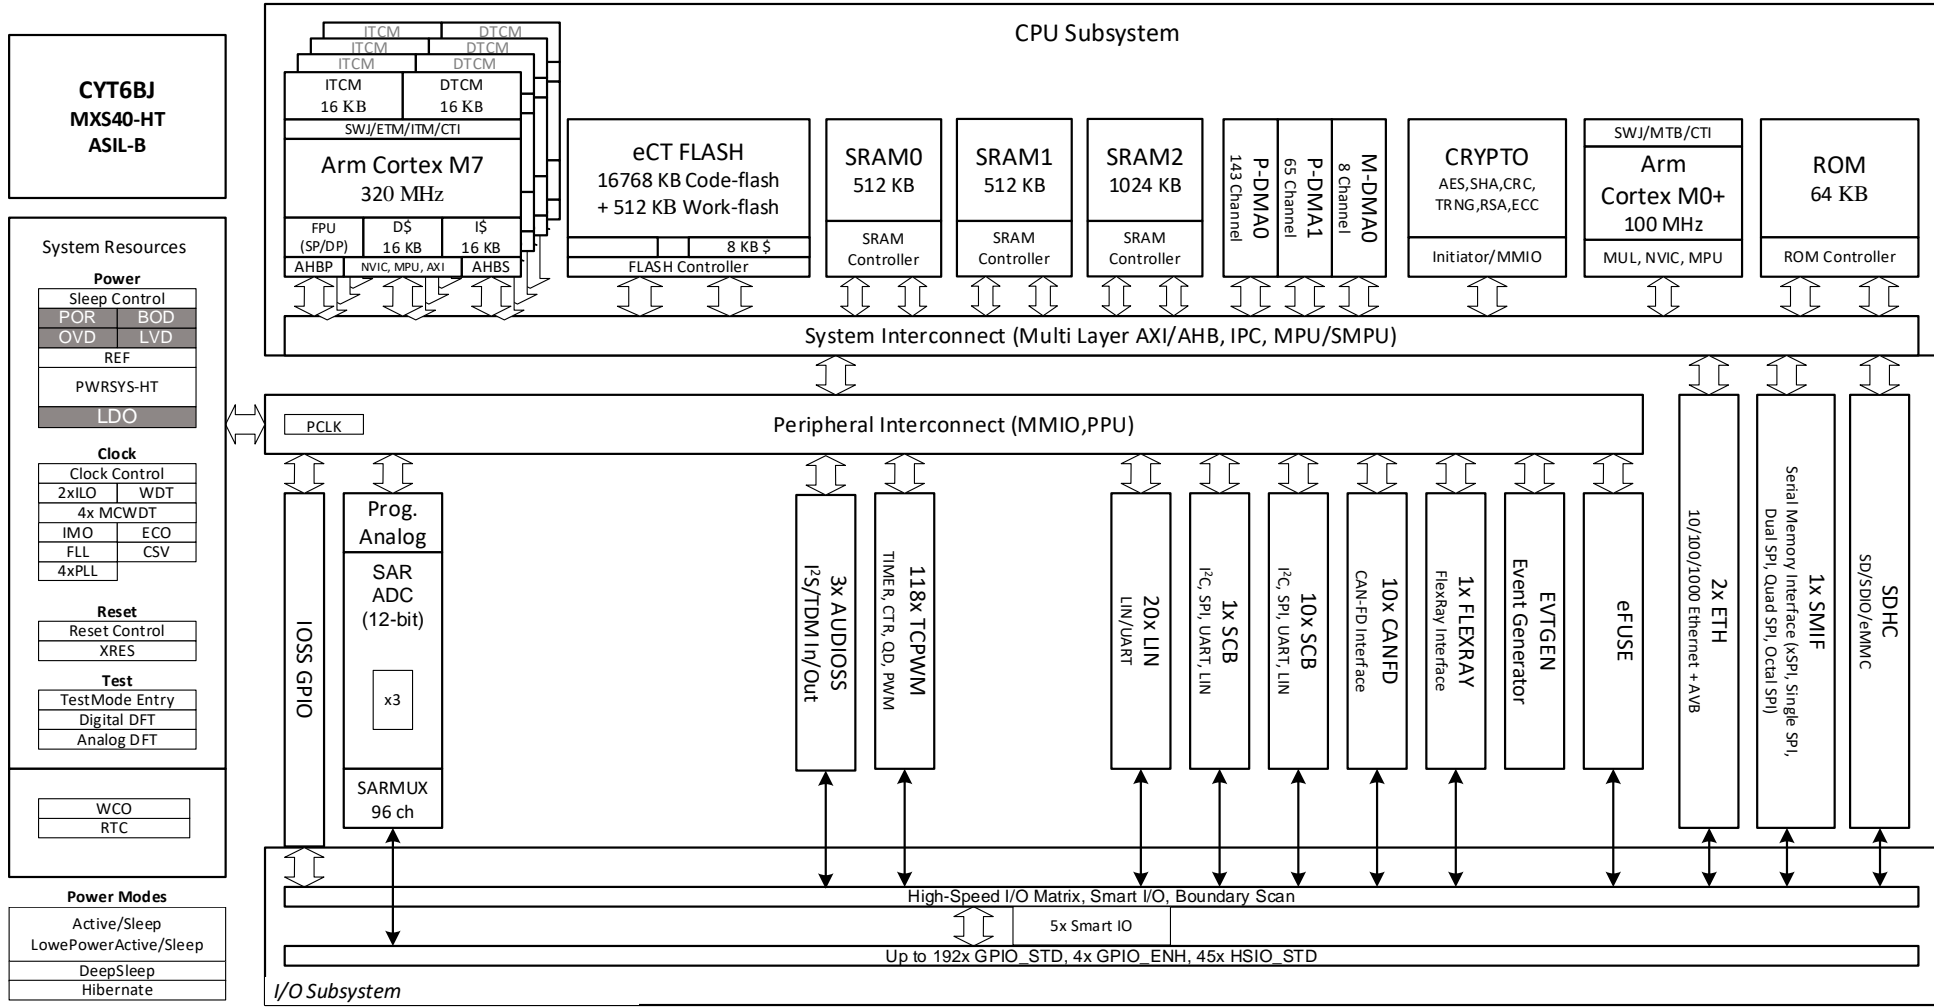 CYT6BJ
MXS40-HT
ASIL-B
System Resources
Power
Sleep Control
POR BOD
OVD LVD
REF
PWRSYS-HT
LDO
Clock
Clock Control
2xILO WDT
4x MCWDT
IMO ECO
FLL CSV
4xPLL
Reset
Reset Control
XRES
Test
TestMode Entry
Digital DFT
Analog DFT
WCO
RTC
Power Modes
Active/Sleep
LowePowerActive/Sleep
DeepSleep
Hibernate
CPU Subsystem
ITCM DTCM
ITCM DTCM
ITCM DTCM
ITCM DTCM
16 KB 16 KB
SWJ/ETM/ITM/CTI
Arm Cortex M7
320 MHz
FPU D$ I$
(SP/DP) 16 KB 16 KB
AHBP NVIC, MPU, AXI AHBS
eCT FLASH
16768 KB Code-flash
+ 512 KB Work-flash
8 KB $
FLASH Controller
SRAM0
512 KB
SRAM
Controller
SRAM1
512 KB
SRAM
Controller
SRAM2
1024 KB
SRAM
Controller
P-DMA0
143 Channel
P-DMA1
65 Channel
M-DMA0
8 Channel
CRYPTO
AES,SHA,CRC,
TRNG,RSA,ECC
Initiator/MMIO
SWJ/MTB/CTI
Arm
Cortex M0+
100 MHz
MUL, NVIC, MPU
ROM
64 KB
ROM Controller
System Interconnect (Multi Layer AXI/AHB, IPC, MPU/SMPU)
PCLK
Peripheral Interconnect (MMIO,PPU)
IOSS GPIO
Prog.
Analog
SAR
ADC
(12-bit)
x3
SARMUX
96 ch
3x AUDIOSS
I²S/TDM In/Out
118x TCPWM
TIMER, CTR, QD, PWM
20x LIN
LIN/UART
1x SCB
I²C, SPI, UART, LIN
10x SCB
I²C, SPI, UART, LIN
10x CANFD
CAN-FD Interface
1x FLEXRAY
FlexRay Interface
EVTGEN
Event Generator
eFUSE
2x ETH
10/100/1000 Ethernet + AVB
1x SMIF
Serial Memory Interface (xSPI, Single SPI,
Dual SPI, Quad SPI, Octal SPI)
SDHC
SD/SDIO/eMMC
High-Speed I/O Matrix, Smart I/O, Boundary Scan
5x Smart IO
Up to 192x GPIO_STD, 4x GPIO_ENH, 45x HSIO_STD
I/O Subsystem